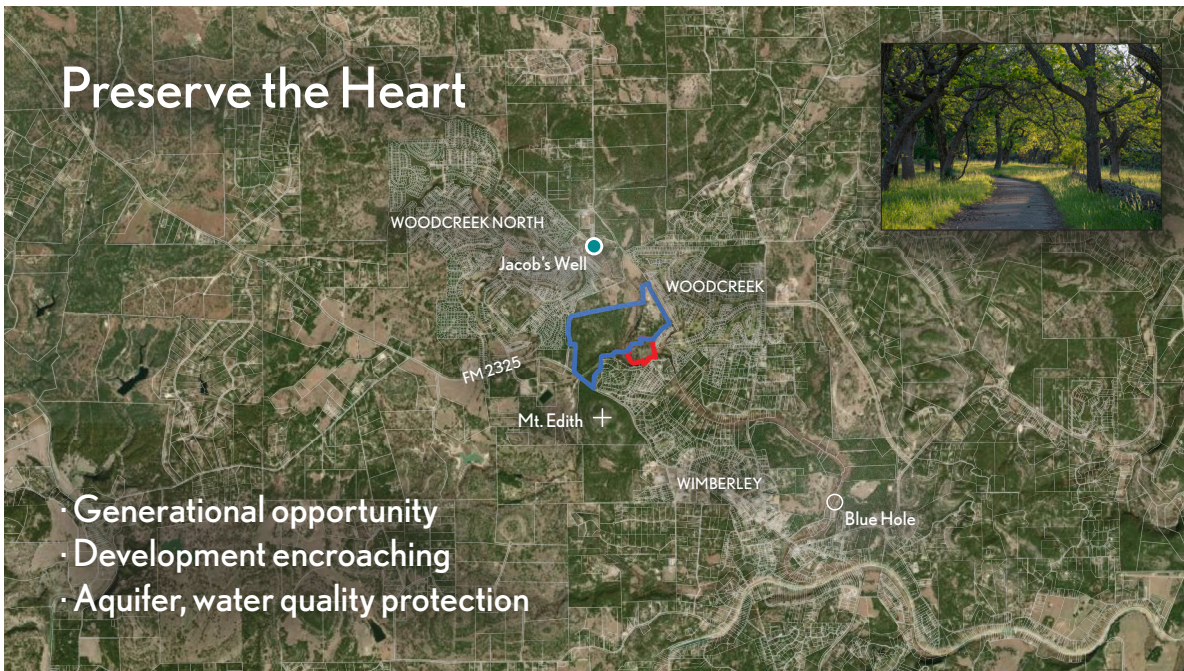 Preserve the Heart
WOODCREEK NORTH
Jacob's Well
WOODCREEK
FM 2325
Mt. Edith
WIMBERLEY
Blue Hole
· Generational opportunity
· Development encroaching
· Aquifer, water quality protection